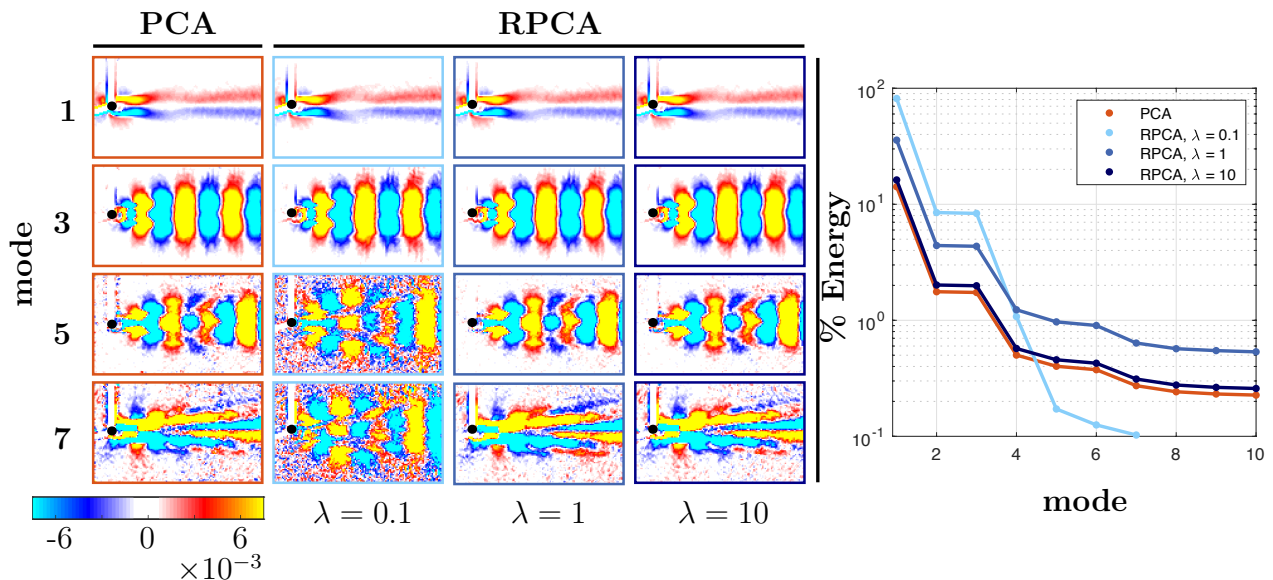 PCA
RPCA
mode
1
3
5
7
-6 0 6
×10⁻³
λ = 0.1
λ = 1
λ = 10
% Energy
10²
10¹
10⁰
10⁻¹
2 4 6 8 10
mode
PCA
RPCA, λ = 0.1
RPCA, λ = 1
RPCA, λ = 10